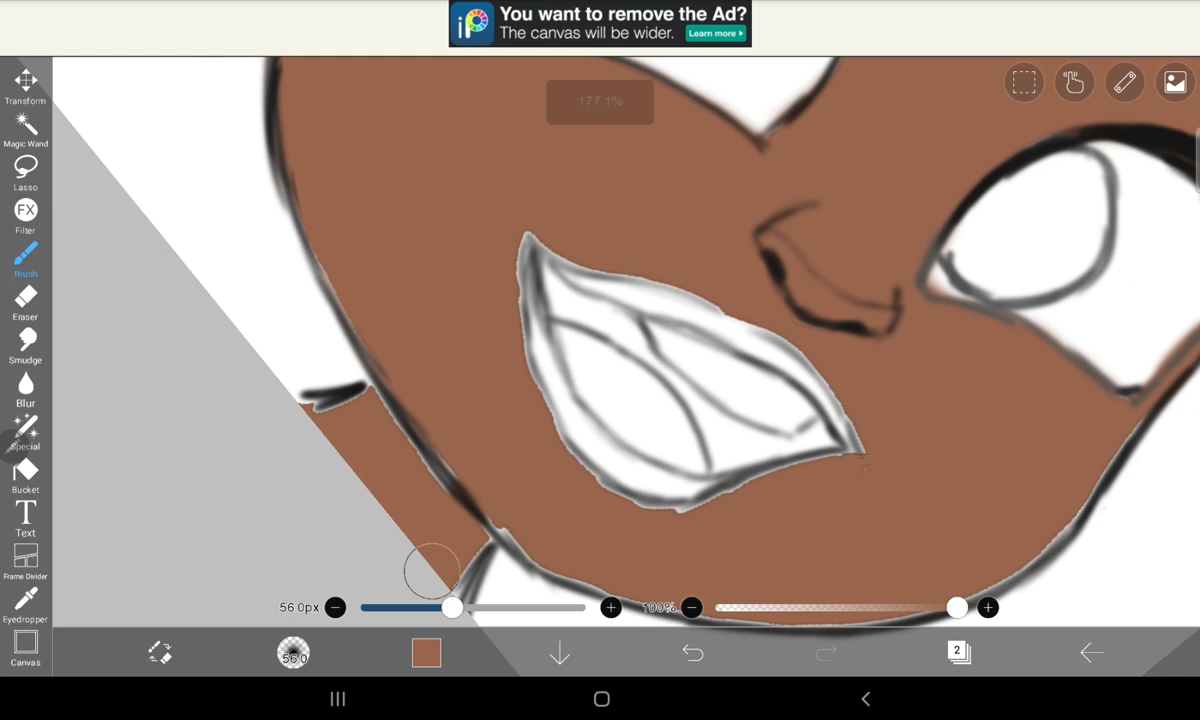 You want to remove the Ad?
The canvas will be wider.
Learn more
iP
177.1%
Transform
Magic Wand
Lasso
FX
Filter
Brush
Eraser
Smudge
Blur
Special
Bucket
T
Text
Frame Divider
Eyedropper
Canvas
56.0px
100%
56.0
2